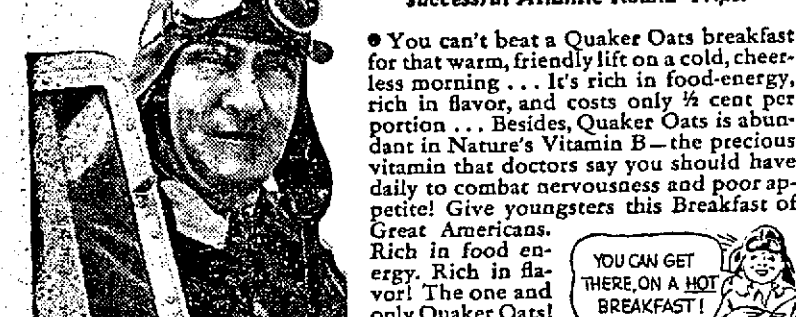 Successful Atlantic Round Trips!
● You can't beat a Quaker Oats breakfast
for that warm, friendly lift on a cold, cheer-
less morning ... It's rich in food-energy,
rich in flavor, and costs only ½ cent per
portion ... Besides, Quaker Oats is abun-
dant in Nature's Vitamin B—the precious
vitamin that doctors say you should have
daily to combat nervousness and poor ap-
petite! Give youngsters this Breakfast of
Great Americans.
Rich in food en-
ergy. Rich in fla-
vor! The one and
only Quaker Oats!
YOU CAN GET
THERE, ON A HOT
BREAKFAST!